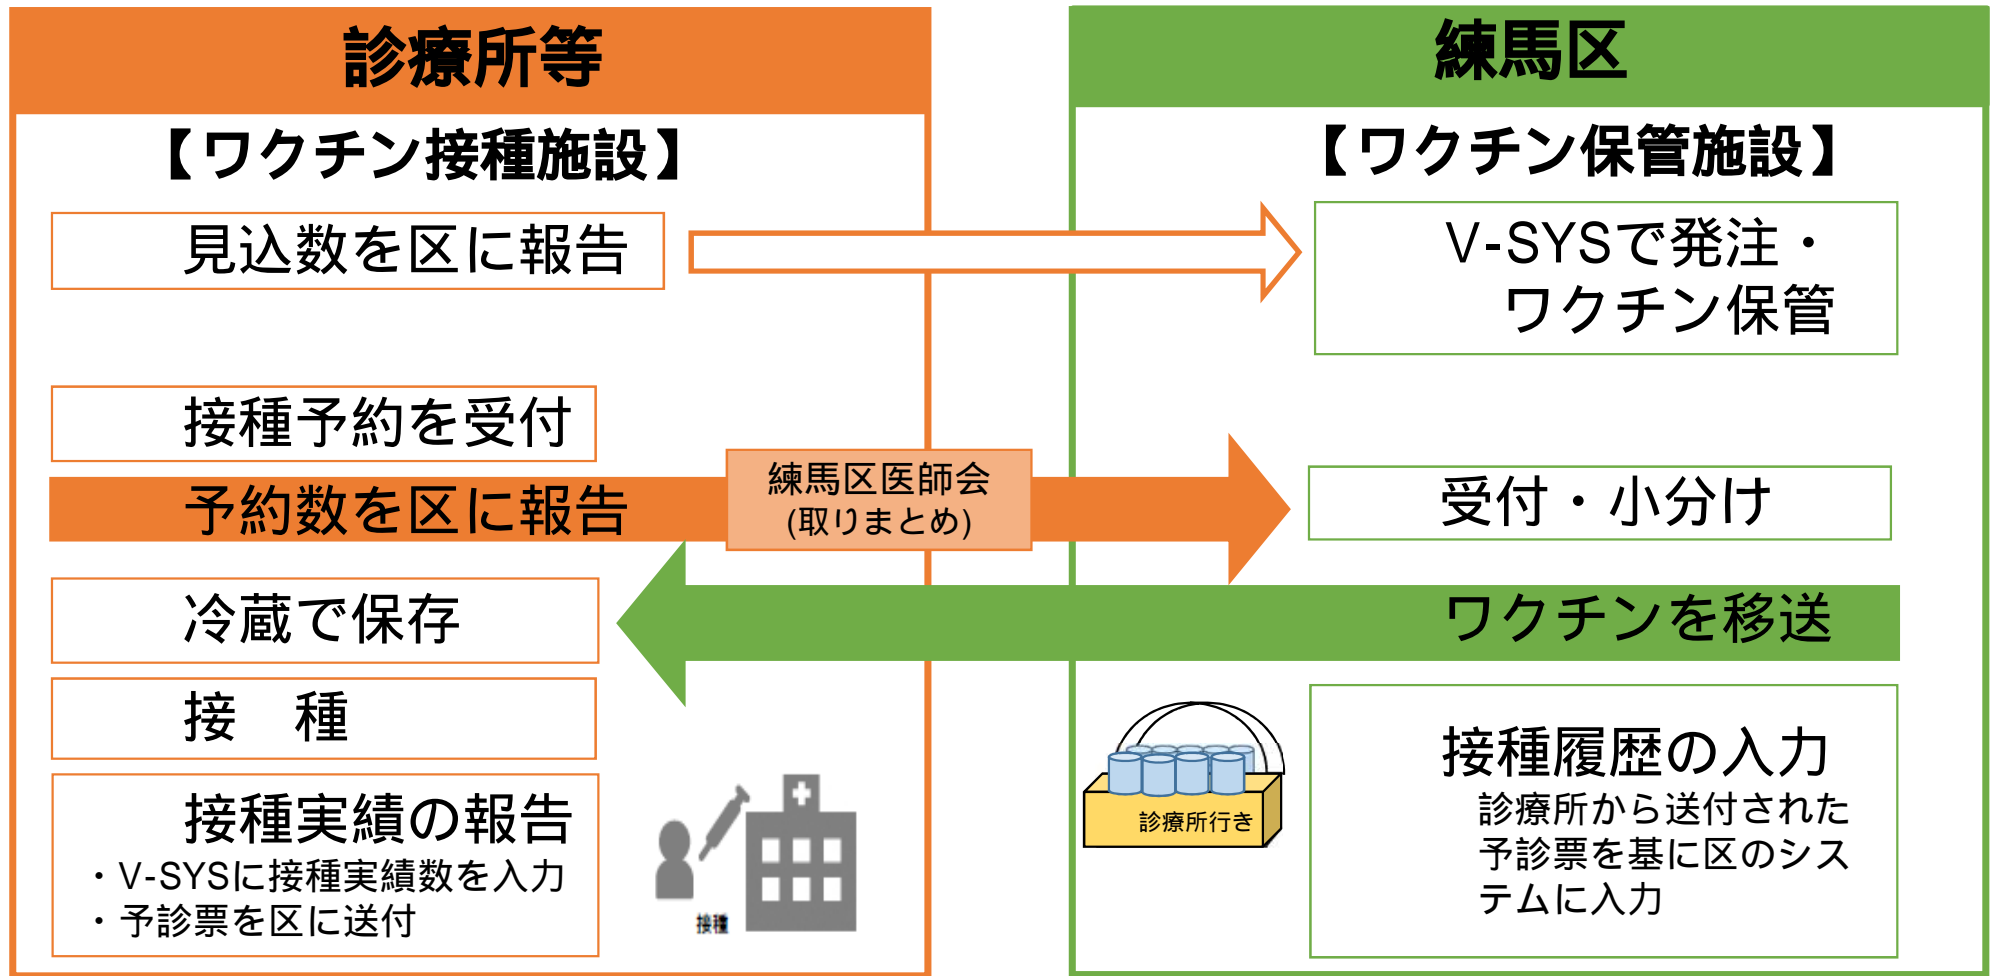 診療所等
【ワクチン接種施設】
見込数を区に報告
接種予約を受付
予約数を区に報告
練馬区医師会
(取りまとめ)
冷蔵で保存
接　種
接種実績の報告
・V-SYSに接種実績数を入力
・予診票を区に送付
接種
練馬区
【ワクチン保管施設】
V-SYSで発注・
ワクチン保管
受付・小分け
ワクチンを移送
診療所行き
接種履歴の入力
診療所から送付された
予診票を基に区のシス
テムに入力